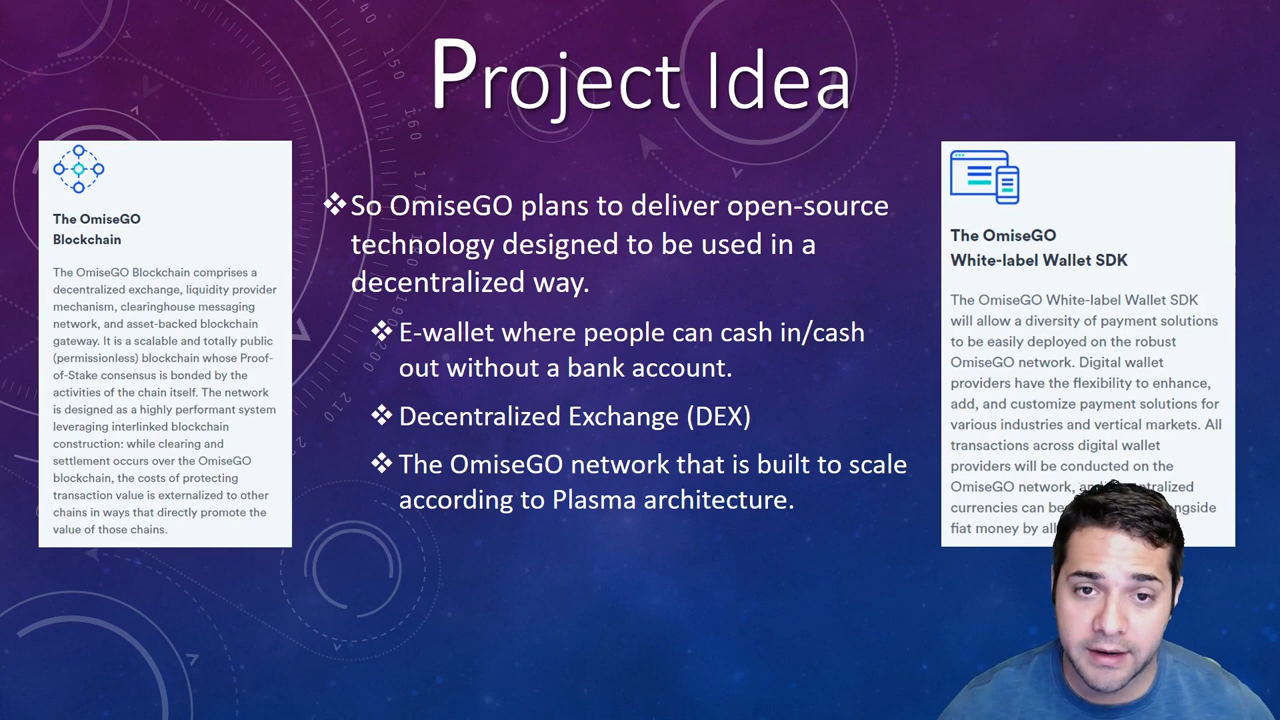 Project Idea
The OmiseGO
Blockchain
The OmiseGO Blockchain comprises a
decentralized exchange, liquidity provider
mechanism, clearinghouse messaging
network, and asset-backed blockchain
gateway. It is a scalable and totally public
(permissionless) blockchain whose Proof-
of-Stake consensus is bonded by the
activities of the chain itself. The network
is designed as a highly performant system
leveraging interlinked blockchain
construction: while clearing and
settlement occurs over the OmiseGO
blockchain, the costs of protecting
transaction value is externalized to other
chains in ways that directly promote the
value of those chains.
❖So OmiseGO plans to deliver open-source
technology designed to be used in a
decentralized way.
❖E-wallet where people can cash in/cash
out without a bank account.
❖Decentralized Exchange (DEX)
❖The OmiseGO network that is built to scale
according to Plasma architecture.
The OmiseGO
White-label Wallet SDK
The OmiseGO White-label Wallet SDK
will allow a diversity of payment solutions
to be easily deployed on the robust
OmiseGO network. Digital wallet
providers have the flexibility to enhance,
add, and customize payment solutions for
various industries and vertical markets. All
transactions across digital wallet
providers will be conducted on the
OmiseGO network,
currencies can be
fiat money by
140
150
160
200
210